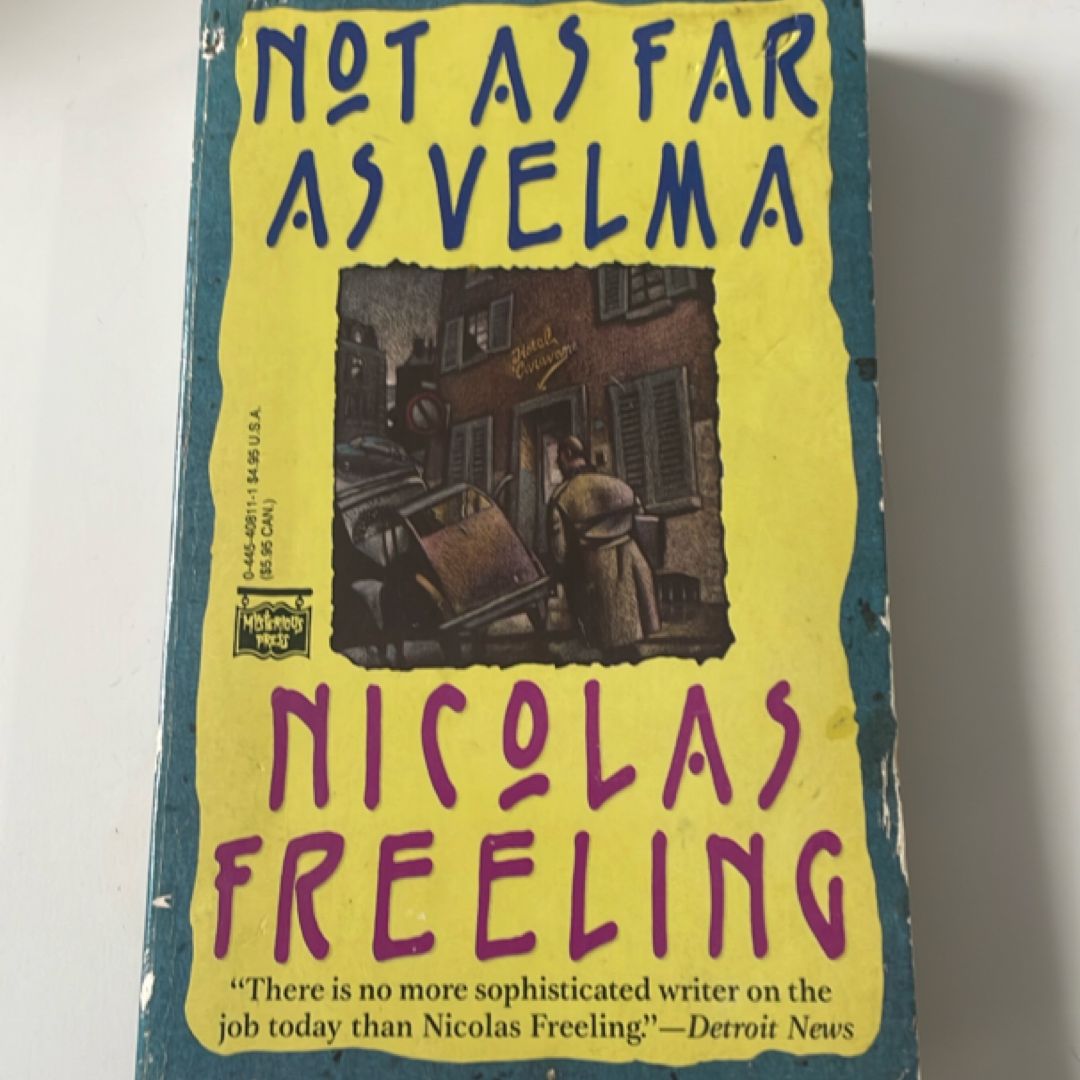 NOT AS FAR
AS VELMA
Hotel
0-445-40811-1 $4.95 U.S.A.
($5.95 CAN.)
MYSTERIOUS
PRESS
NICOLAS
FREELING
“There is no more sophisticated writer on the
job today than Nicolas Freeling.”—Detroit News